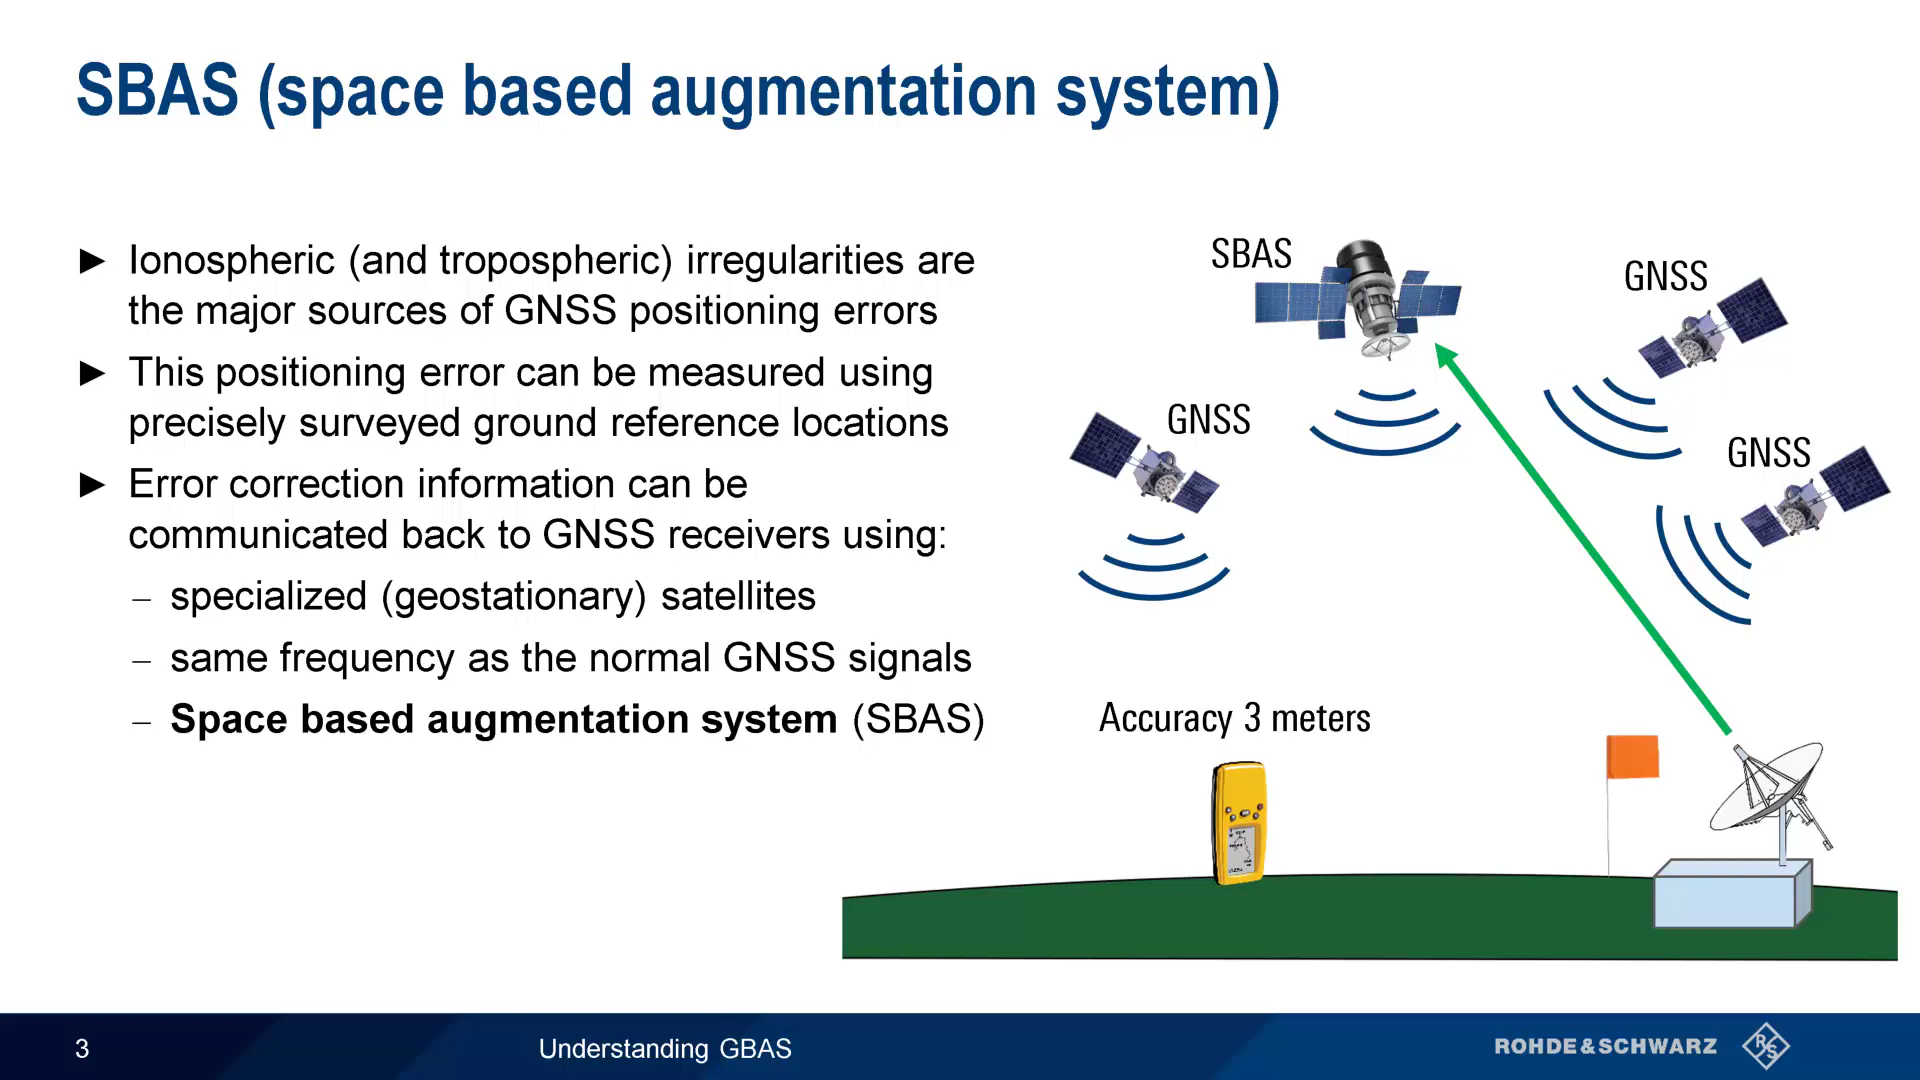 SBAS (space based augmentation system)
► Ionospheric (and tropospheric) irregularities are
the major sources of GNSS positioning errors
► This positioning error can be measured using
precisely surveyed ground reference locations
► Error correction information can be
communicated back to GNSS receivers using:
– specialized (geostationary) satellites
– same frequency as the normal GNSS signals
– Space based augmentation system (SBAS)
SBAS
GNSS
GNSS
GNSS
Accuracy 3 meters
3
Understanding GBAS
ROHDE & SCHWARZ
R&S